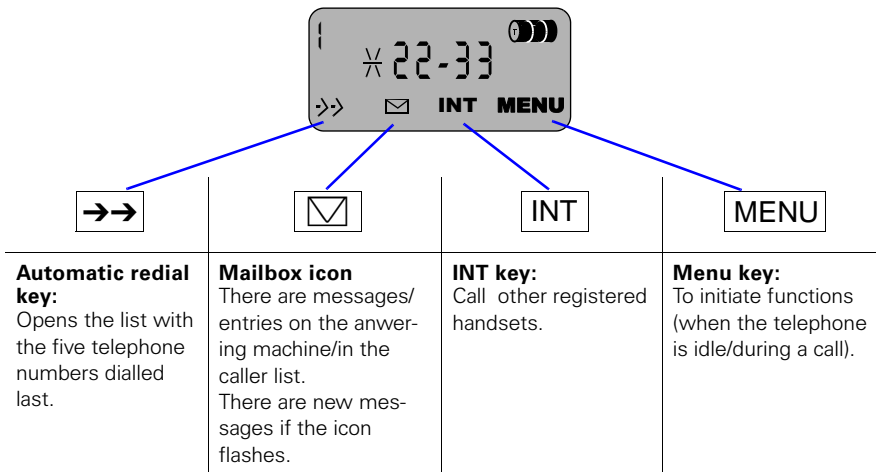 1
22-33
INT MENU
INT
MENU
Automatic redial
key:
Opens the list with
the five telephone
numbers dialled
last.
Mailbox icon
There are messages/
entries on the anwer-
ing machine/in the
caller list.
There are new mes-
sages if the icon
flashes.
INT key:
Call other registered
handsets.
Menu key:
To initiate functions
(when the telephone
is idle/during a call).